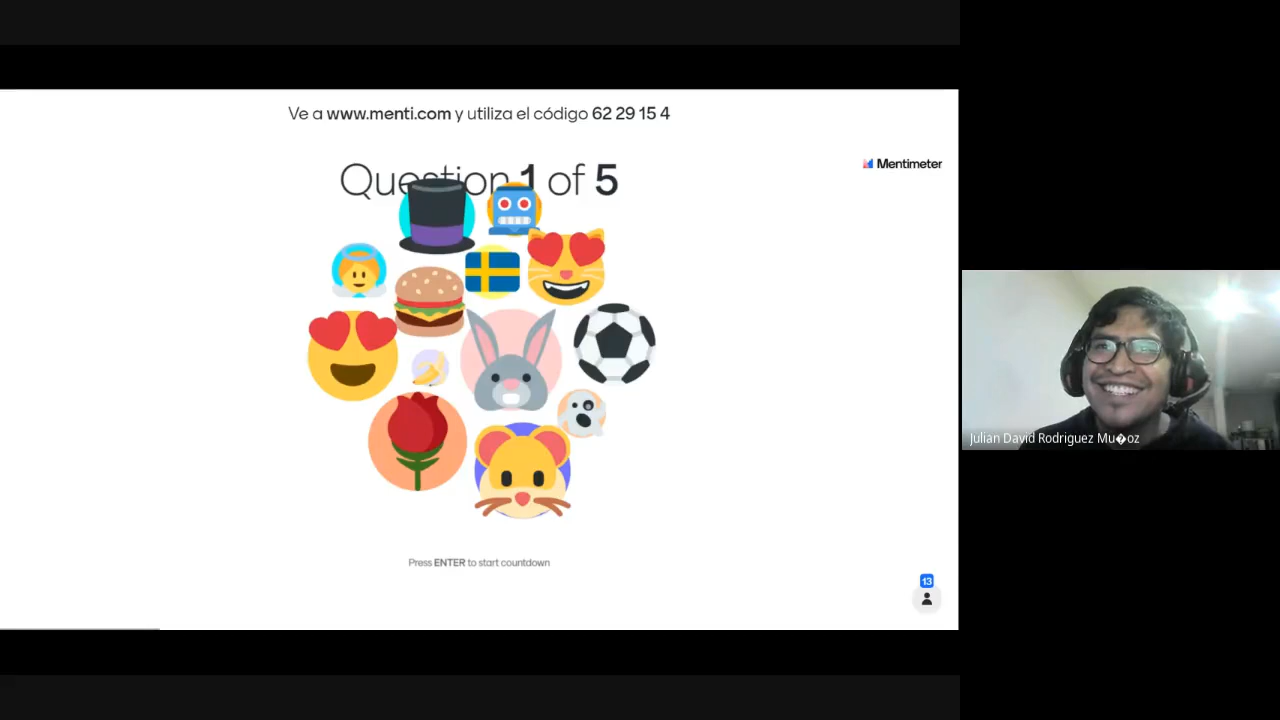 Ve a www.menti.com y utiliza el código 62 29 15 4
Mentimeter
Question 1 of 5
Julian David Rodriguez Mu�oz
Press ENTER to start countdown
13